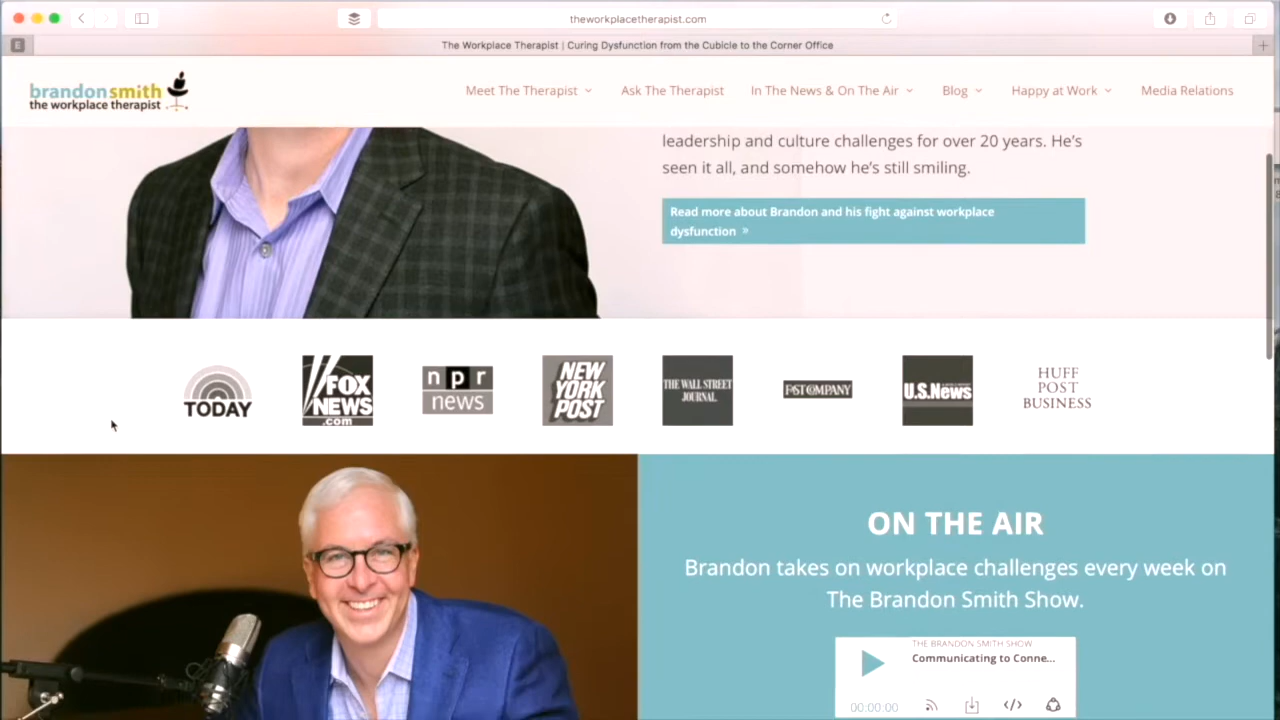 theworkplacetherapist.com
E
The Workplace Therapist | Curing Dysfunction from the Cubicle to the Corner Office
brandonsmith
the workplace therapist
Meet The Therapist
Ask The Therapist
In The News & On The Air
Blog
Happy at Work
Media Relations
leadership and culture challenges for over 20 years. He's
seen it all, and somehow he's still smiling.
Read more about Brandon and his fight against workplace
dysfunction »
TODAY
FOX
NEWS
.com
npr
news
NEW
YORK
POST
THE WALL STREET
JOURNAL
FAST COMPANY
U.S.News
HUFF
POST
BUSINESS
ON THE AIR
Brandon takes on workplace challenges every week on
The Brandon Smith Show.
THE BRANDON SMITH SHOW
Communicating to Conne...
00:00:00